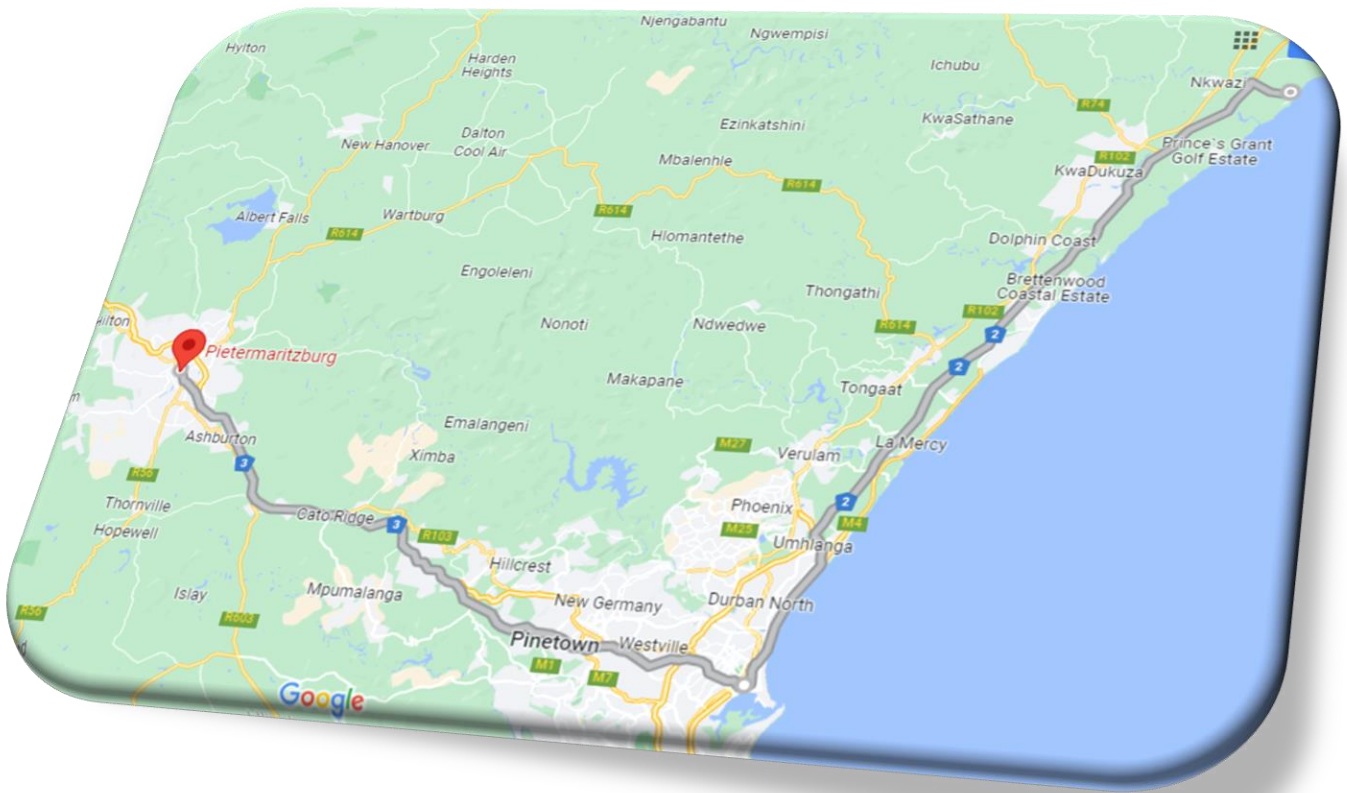 Njengabantu
Ngwempisi
Hylton
Harden
Heights
Ichubu
Nkwazi
R74
KwaSathane
Ezinkatshini
Dalton
Cool Air
New Hanover
Prince's Grant
Golf Estate
R102
KwaDukuza
Mbalenhle
R614
R614
Albert Falls
Wartburg
R614
Hlomantethe
Dolphin Coast
Engoleleni
Brettenwood
Coastal Estate
Thongathi
R102
Nonoti
Ndwedwe
R614
2
2
Pietermaritzburg
Makapane
Tongaat
Emalangeni
Ashburton
Ximba
M27
Verulam
La Mercy
3
R56
Thornville
Hopewell
Cato Ridge
3
R103
Phoenix
M25
2
M4
Umhlanga
Hillcrest
Islay
Mpumalanga
New Germany
Durban North
R56
R603
Pinetown
Westville
M1
M7
Google